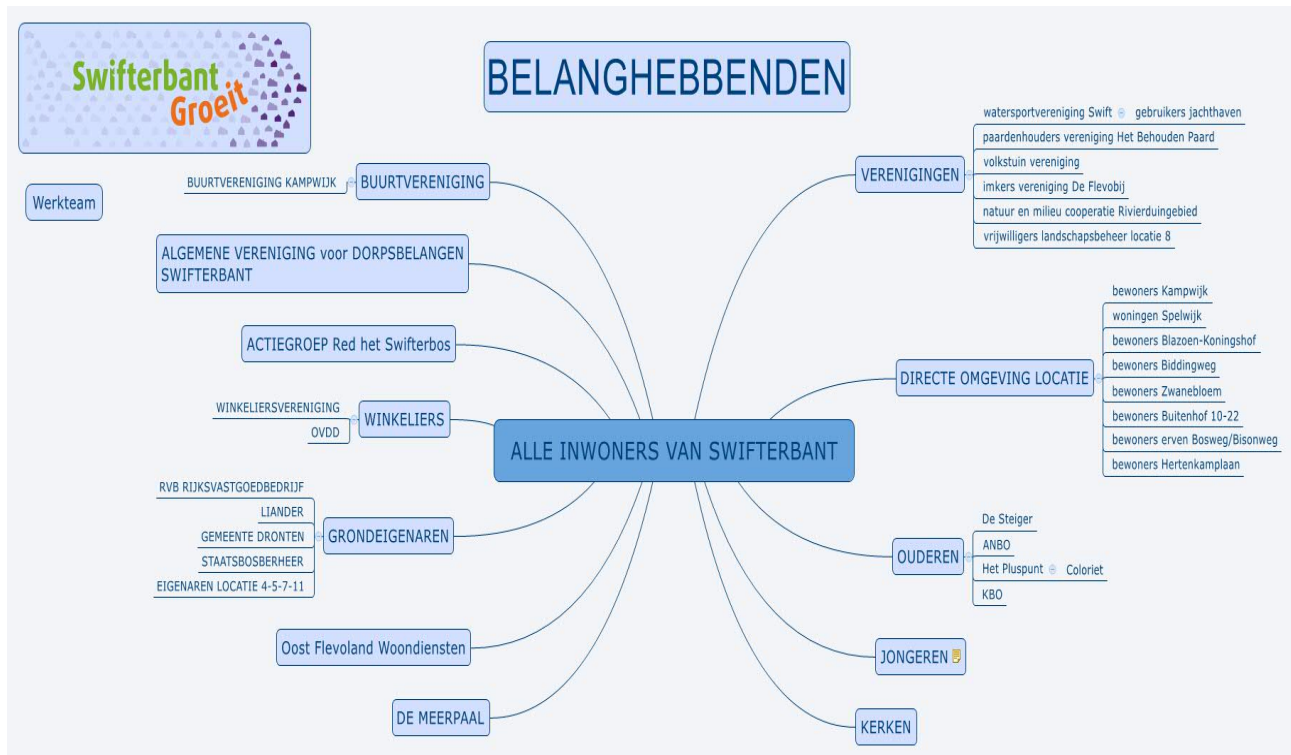 Swifterbant
Groeit
BELANGHEBBENDEN
Werkteam
BUURTVERENIGING KAMPWIJK
BUURTVERENIGING
ALGEMENE VERENIGING voor DORPSBELANGEN
SWIFTERBANT
ACTIEGROEP Red het Swifterbos
WINKELIERSVERENIGING
OVDD
WINKELIERS
RVB RIJKSVASTGOEDBEDRIJF
LIANDER
GEMEENTE DRONTEN
STAATSBOSBERHEER
EIGENAREN LOCATIE 4-5-7-11
GRONDEIGENAREN
Oost Flevoland Woondiensten
DE MEERPAAL
ALLE INWONERS VAN SWIFTERBANT
VERENIGINGEN
watersportvereniging Swift gebruikers jachthaven
paardenhouders vereniging Het Behouden Paard
volkstuin vereniging
imkers vereniging De Flevobij
natuur en milieu cooperatie Rivierduingebied
vrijwilligers landschapsbeheer locatie 8
DIRECTE OMGEVING LOCATIE
bewoners Kampwijk
woningen Spelwijk
bewoners Blazoen-Koningshof
bewoners Biddingweg
bewoners Zwanebloem
bewoners Buitenhof 10-22
bewoners erven Bosweg/Bisonweg
bewoners Hertenkamplaan
OUDEREN
De Steiger
ANBO
Het Pluspunt Coloriet
KBO
JONGEREN
KERKEN